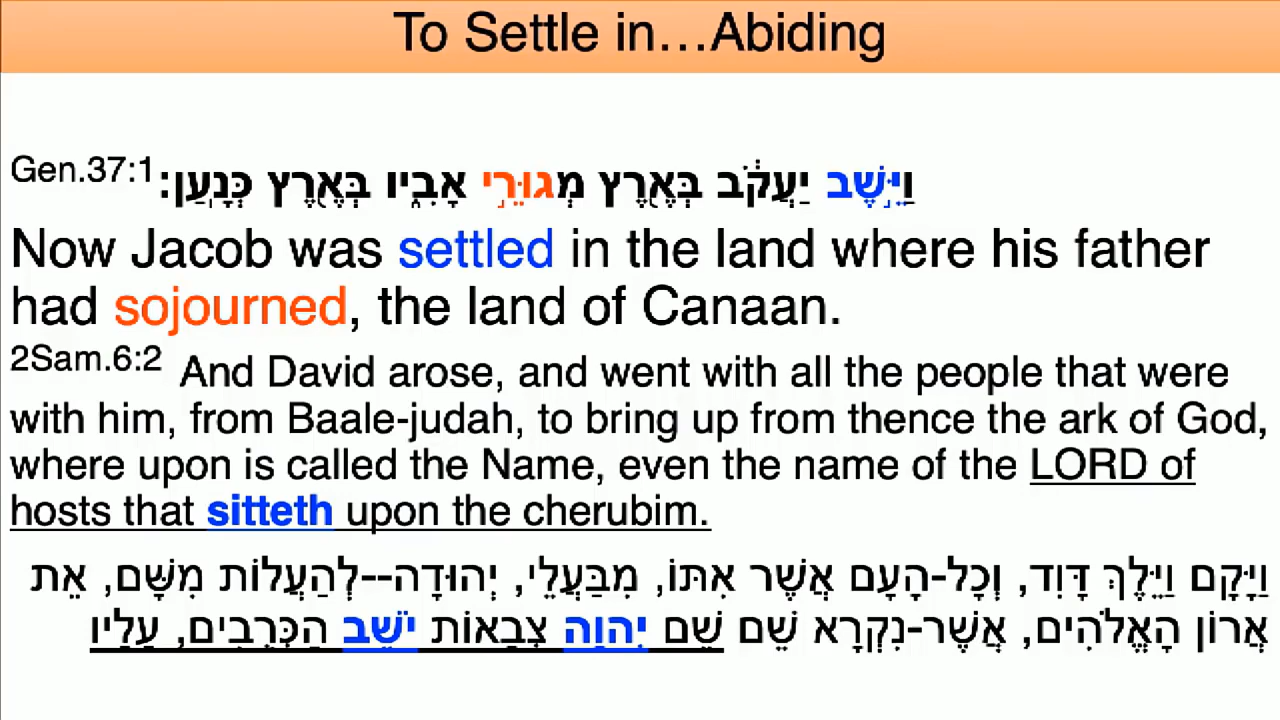 To Settle in...Abiding
Gen.37:1 וַיֵּ֣שֶׁב יַעֲקֹ֔ב בְּאֶ֖רֶץ מְגוּרֵ֣י אָבִ֑יו בְּאֶ֖רֶץ כְּנָֽעַן׃
Now Jacob was settled in the land where his father
had sojourned, the land of Canaan.
2Sam.6:2 And David arose, and went with all the people that were
with him, from Baale-judah, to bring up from thence the ark of God,
where upon is called the Name, even the name of the LORD of
hosts that sitteth upon the cherubim.
וַיָּקָם וַיֵּלֶךְ דָּוִד, וְכָל-הָעָם אֲשֶׁר אִתּוֹ, מִבַּעֲלֵי, יְהוּדָה--לְהַעֲלוֹת מִשָּׁם, אֵת
אֲרוֹן הָאֱלֹהִים, אֲשֶׁר-נִקְרָא שֵׁם שֵׁם יְהוָה צְבָאוֹת יֹשֵׁב הַכְּרֻבִים, עָלָיו